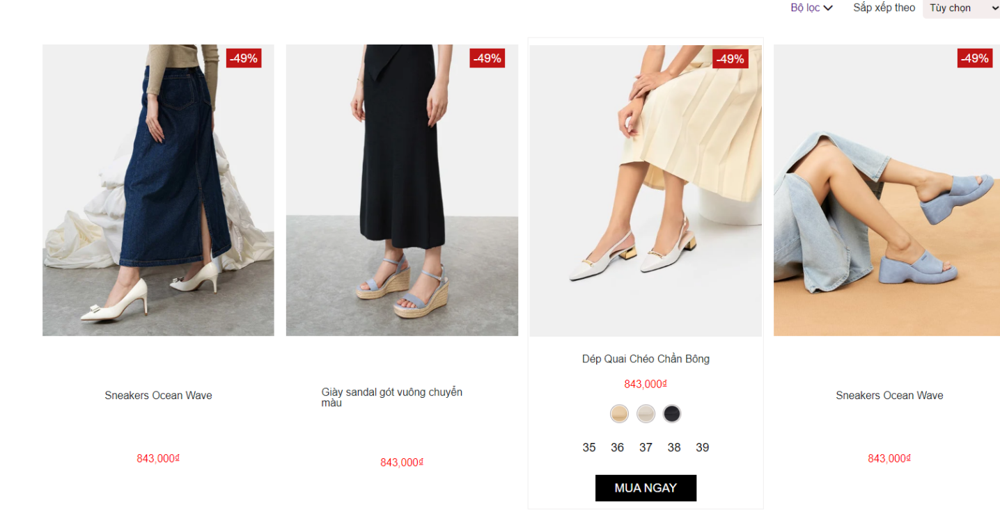 Bộ lọc
Sắp xếp theo
Tùy chọn
-49%
-49%
-49%
-49%
Sneakers Ocean Wave
843,000₫
Giày sandal gót vuông chuyển
màu
843,000₫
Dép Quai Chéo Chần Bông
843,000₫
35 36 37 38 39
MUA NGAY
Sneakers Ocean Wave
843,000₫